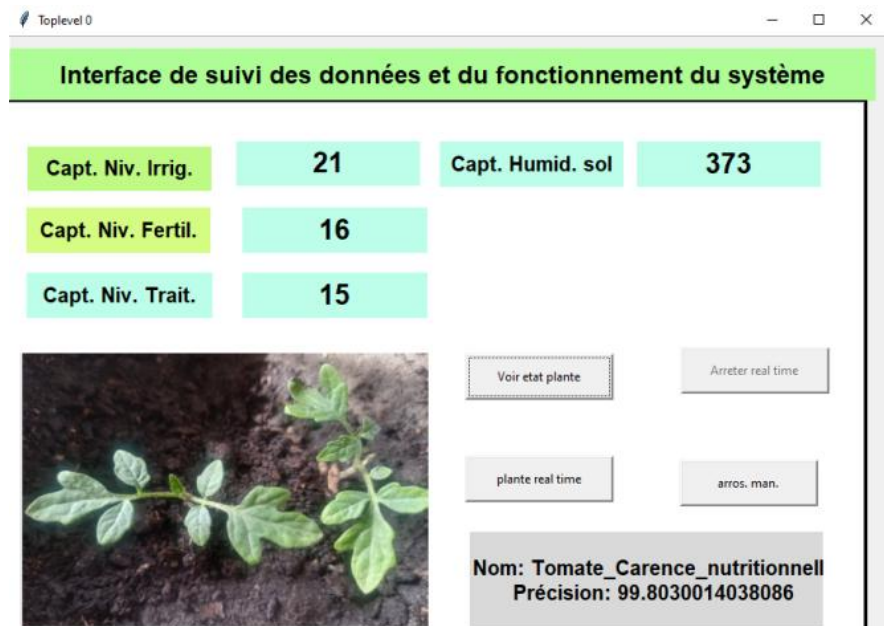 Toplevel 0
Interface de suivi des données et du fonctionnement du système
Capt. Niv. Irrig. 21 Capt. Humid. sol 373
Capt. Niv. Fertil. 16
Capt. Niv. Trait. 15
Voir etat plante Arreter real time
plante real time arros. man.
Nom: Tomate_Carence_nutritionnell
Précision: 99.8030014038086